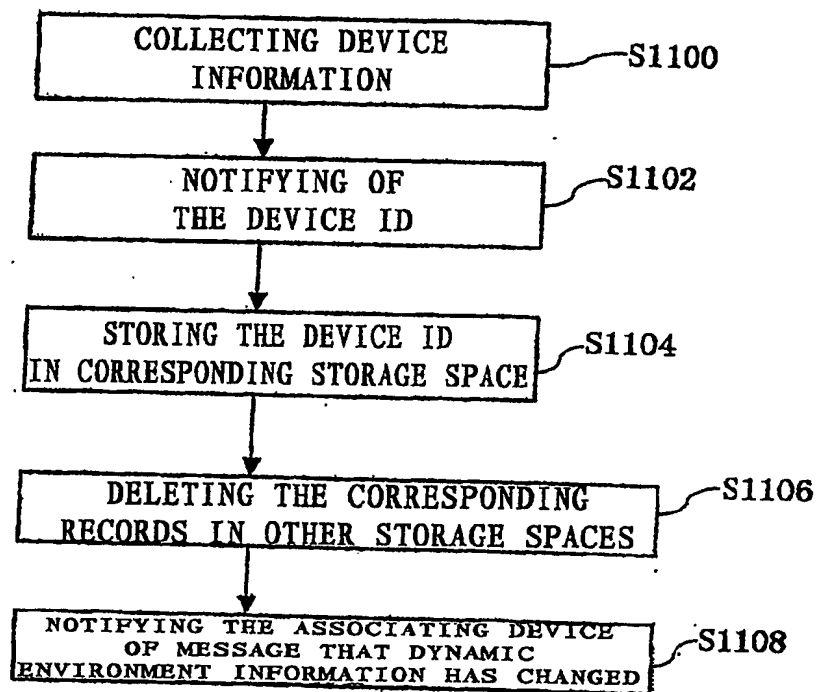 COLLECTING DEVICE
INFORMATION
S1100
NOTIFYING OF
THE DEVICE ID
S1102
STORING THE DEVICE ID
IN CORRESPONDING STORAGE SPACE
S1104
DELETING THE CORRESPONDING
RECORDS IN OTHER STORAGE SPACES
S1106
NOTIFYING THE ASSOCIATING DEVICE
OF MESSAGE THAT DYNAMIC
ENVIRONMENT INFORMATION HAS CHANGED
S1108